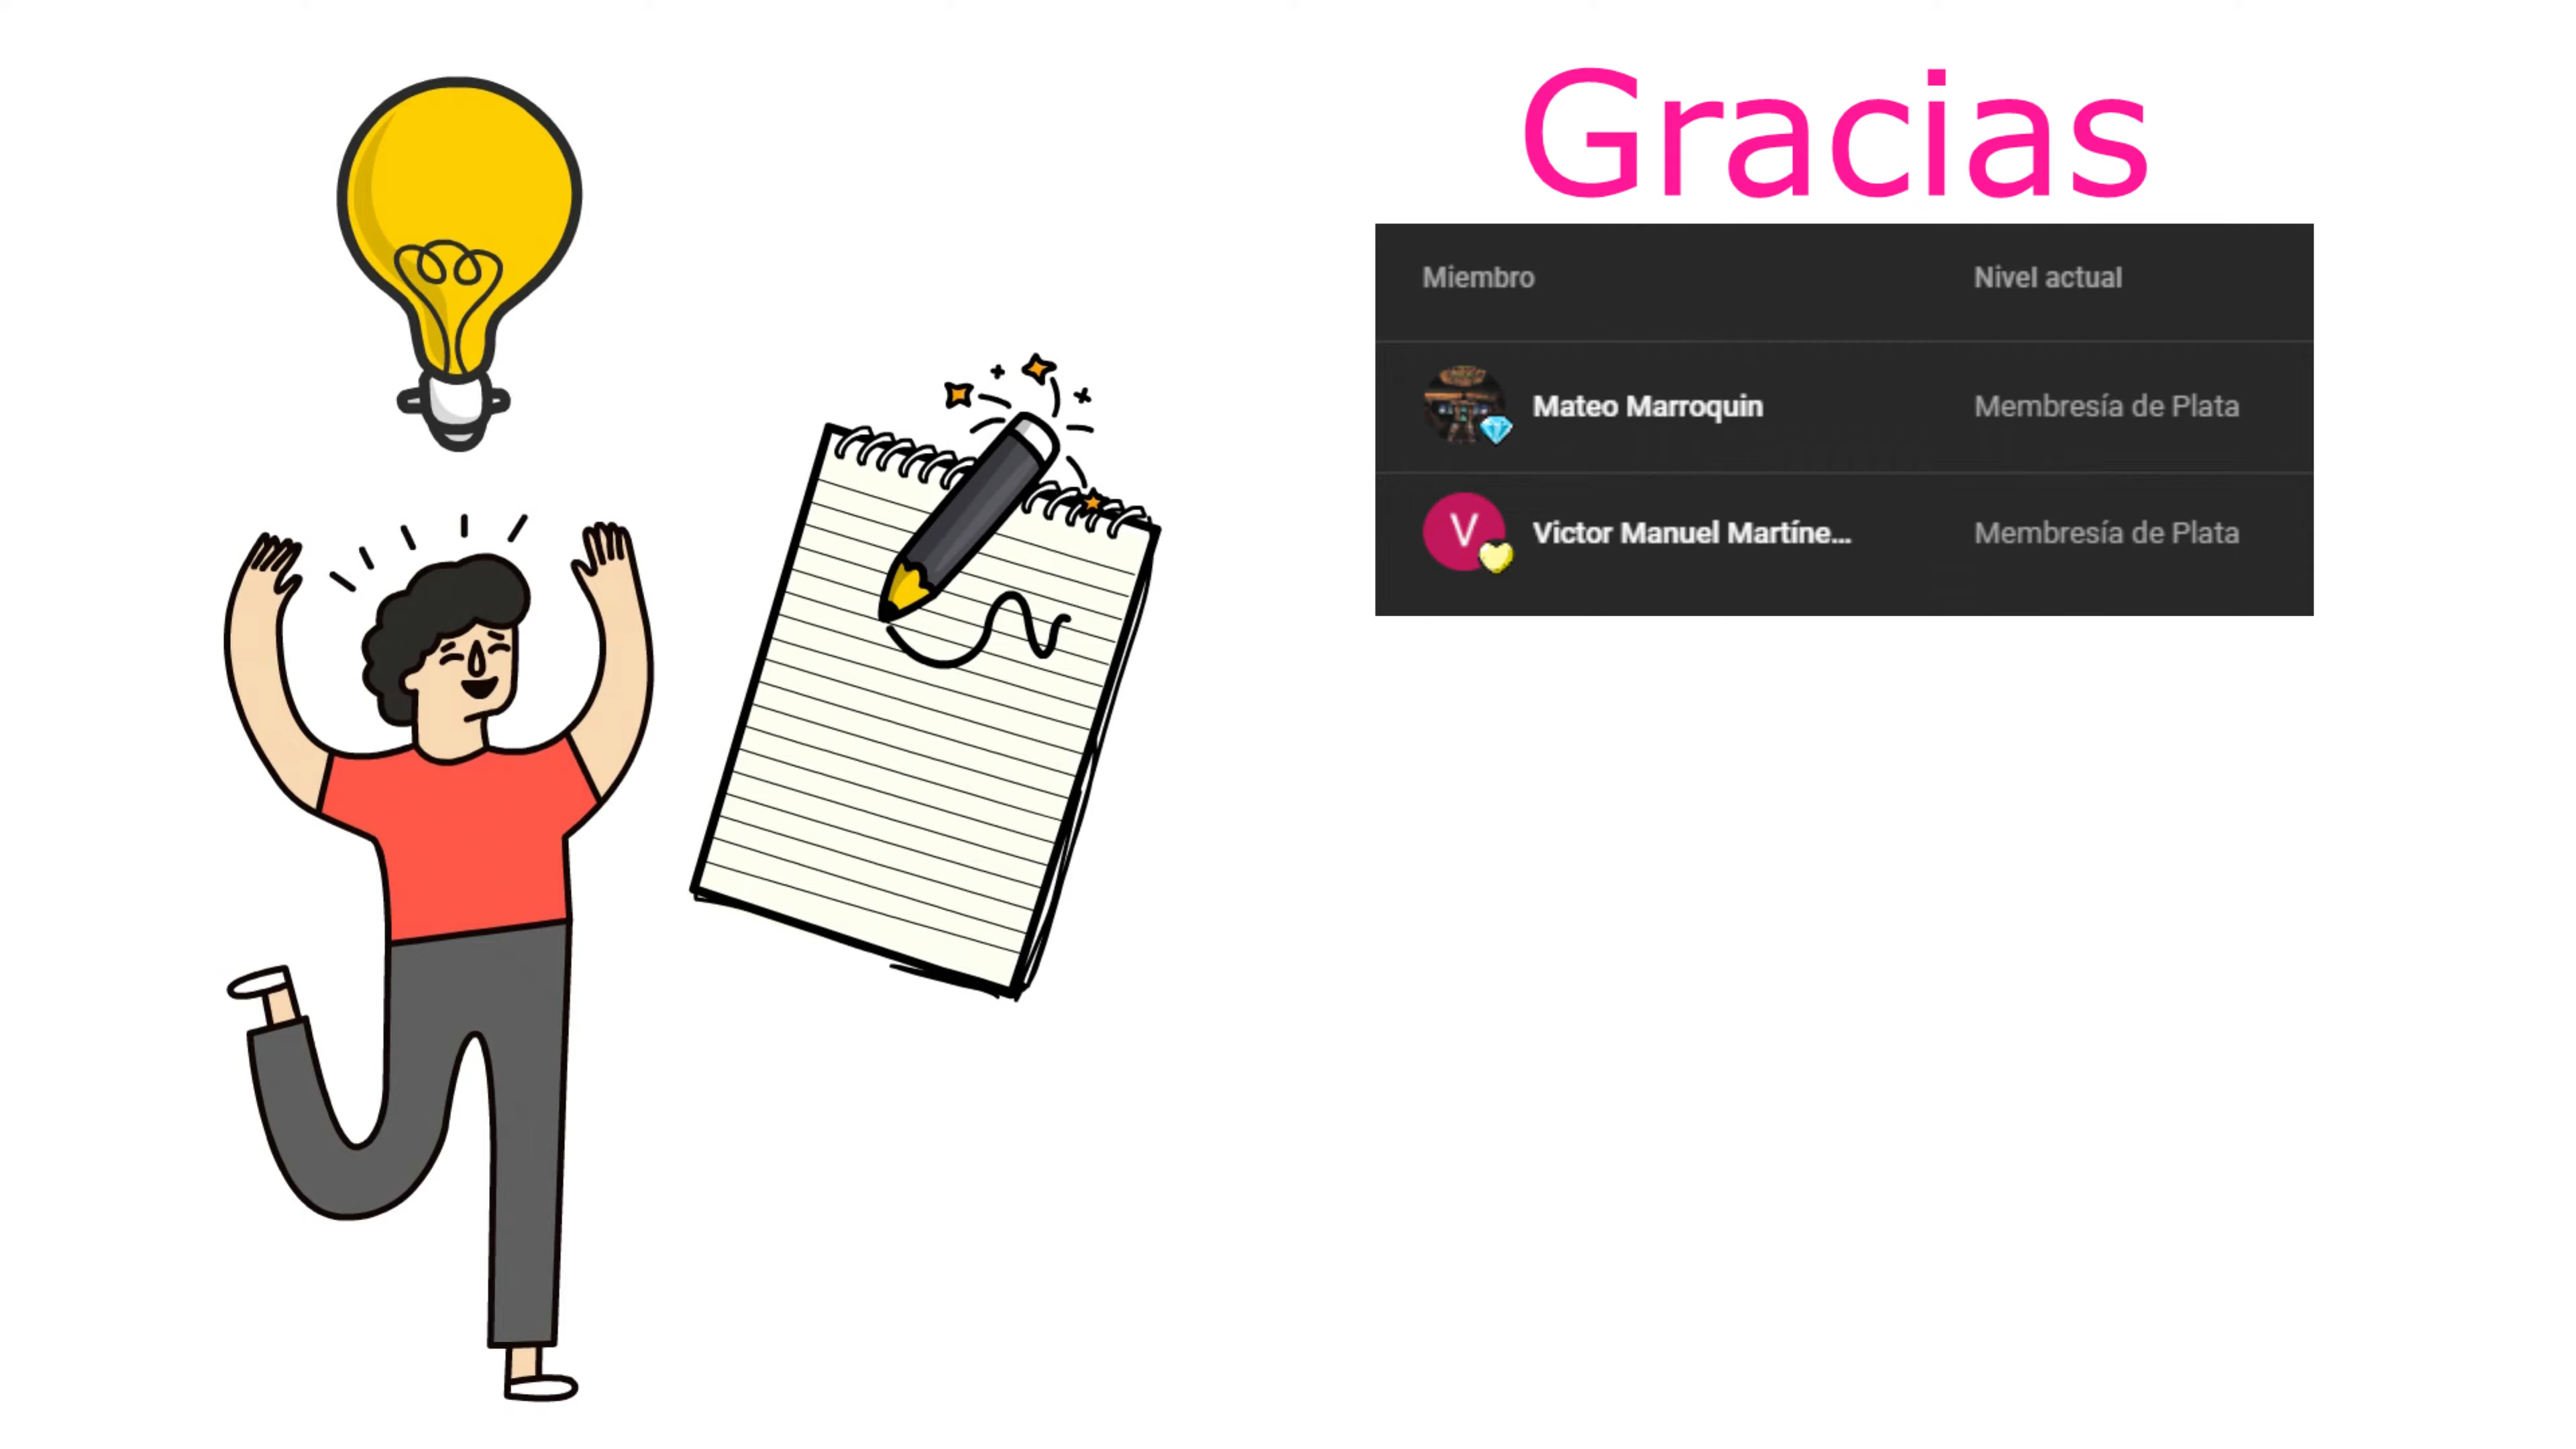 Gracias
Miembro Nivel actual
Mateo Marroquin Membresía de Plata
V Victor Manuel Martíne... Membresía de Plata